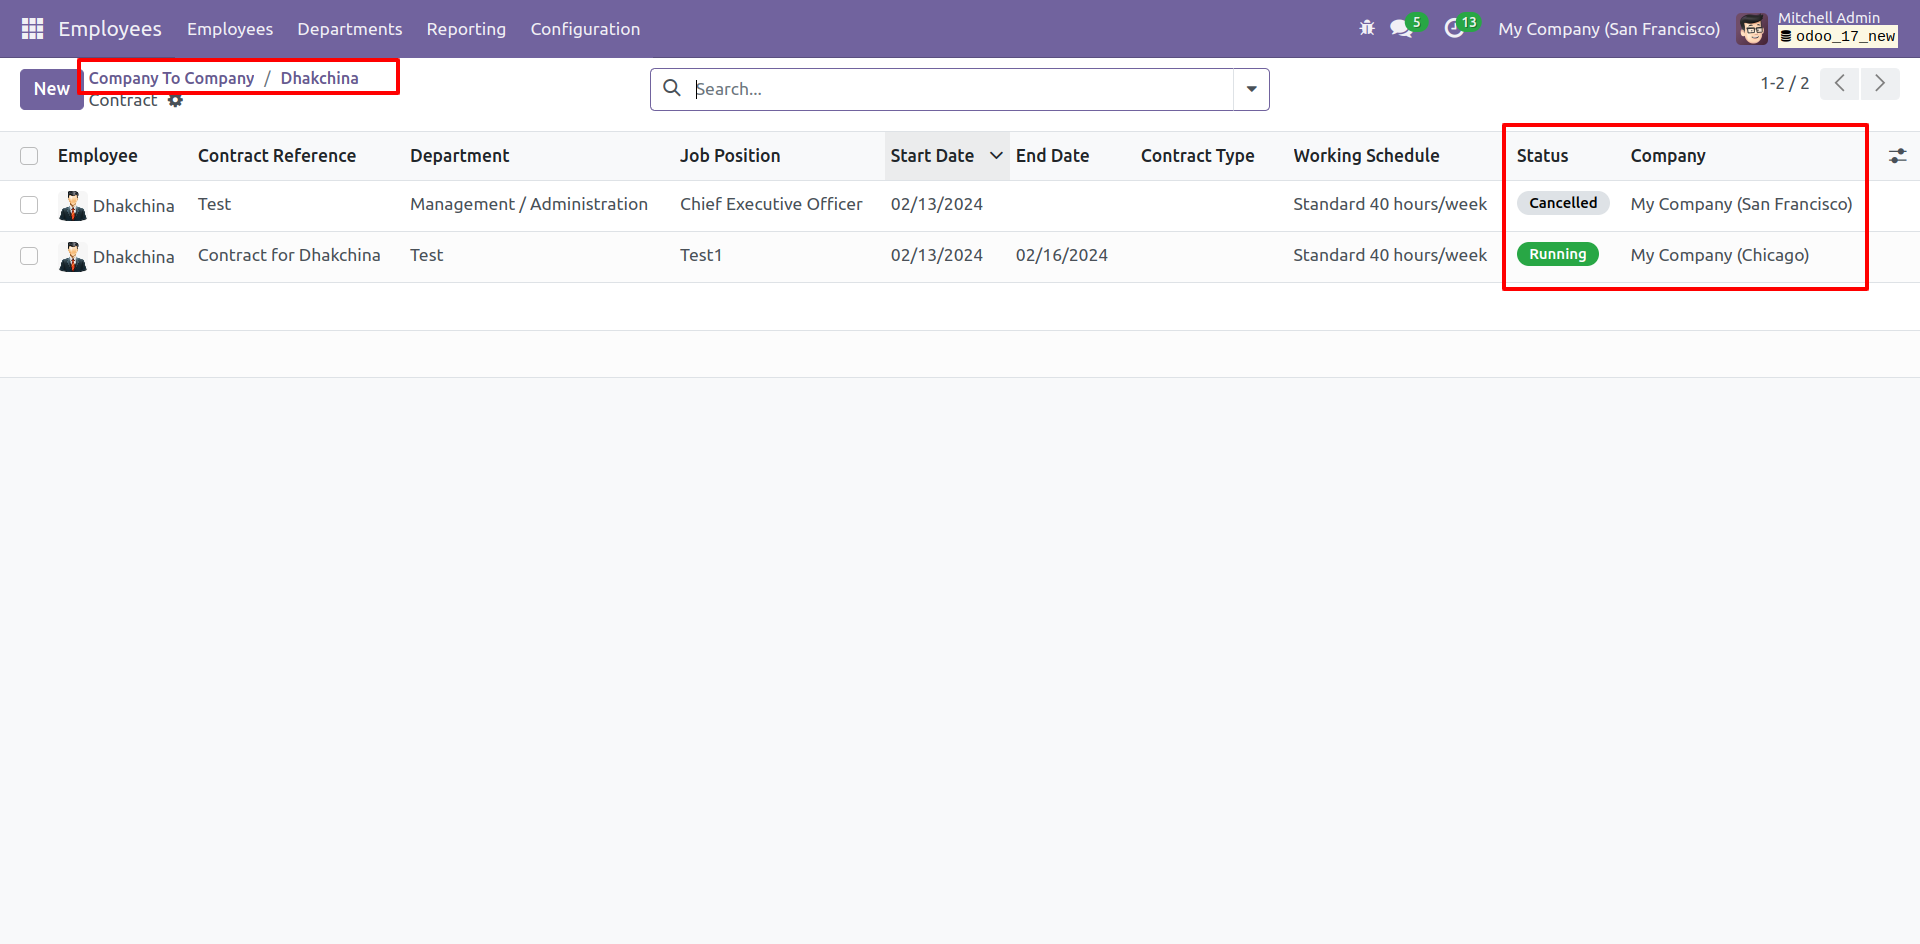 Employees Employees Departments Reporting Configuration 5 13 My Company (San Francisco) Mitchell Admin
odoo_17_new
New Company To Company / Dhakchina Search... 1-2 / 2
Contract
Employee Contract Reference Department Job Position Start Date End Date Contract Type Working Schedule Status Company
Dhakchina Test Management / Administration Chief Executive Officer 02/13/2024 Standard 40 hours/week Cancelled My Company (San Francisco)
Dhakchina Contract for Dhakchina Test Test1 02/13/2024 02/16/2024 Standard 40 hours/week Running My Company (Chicago)